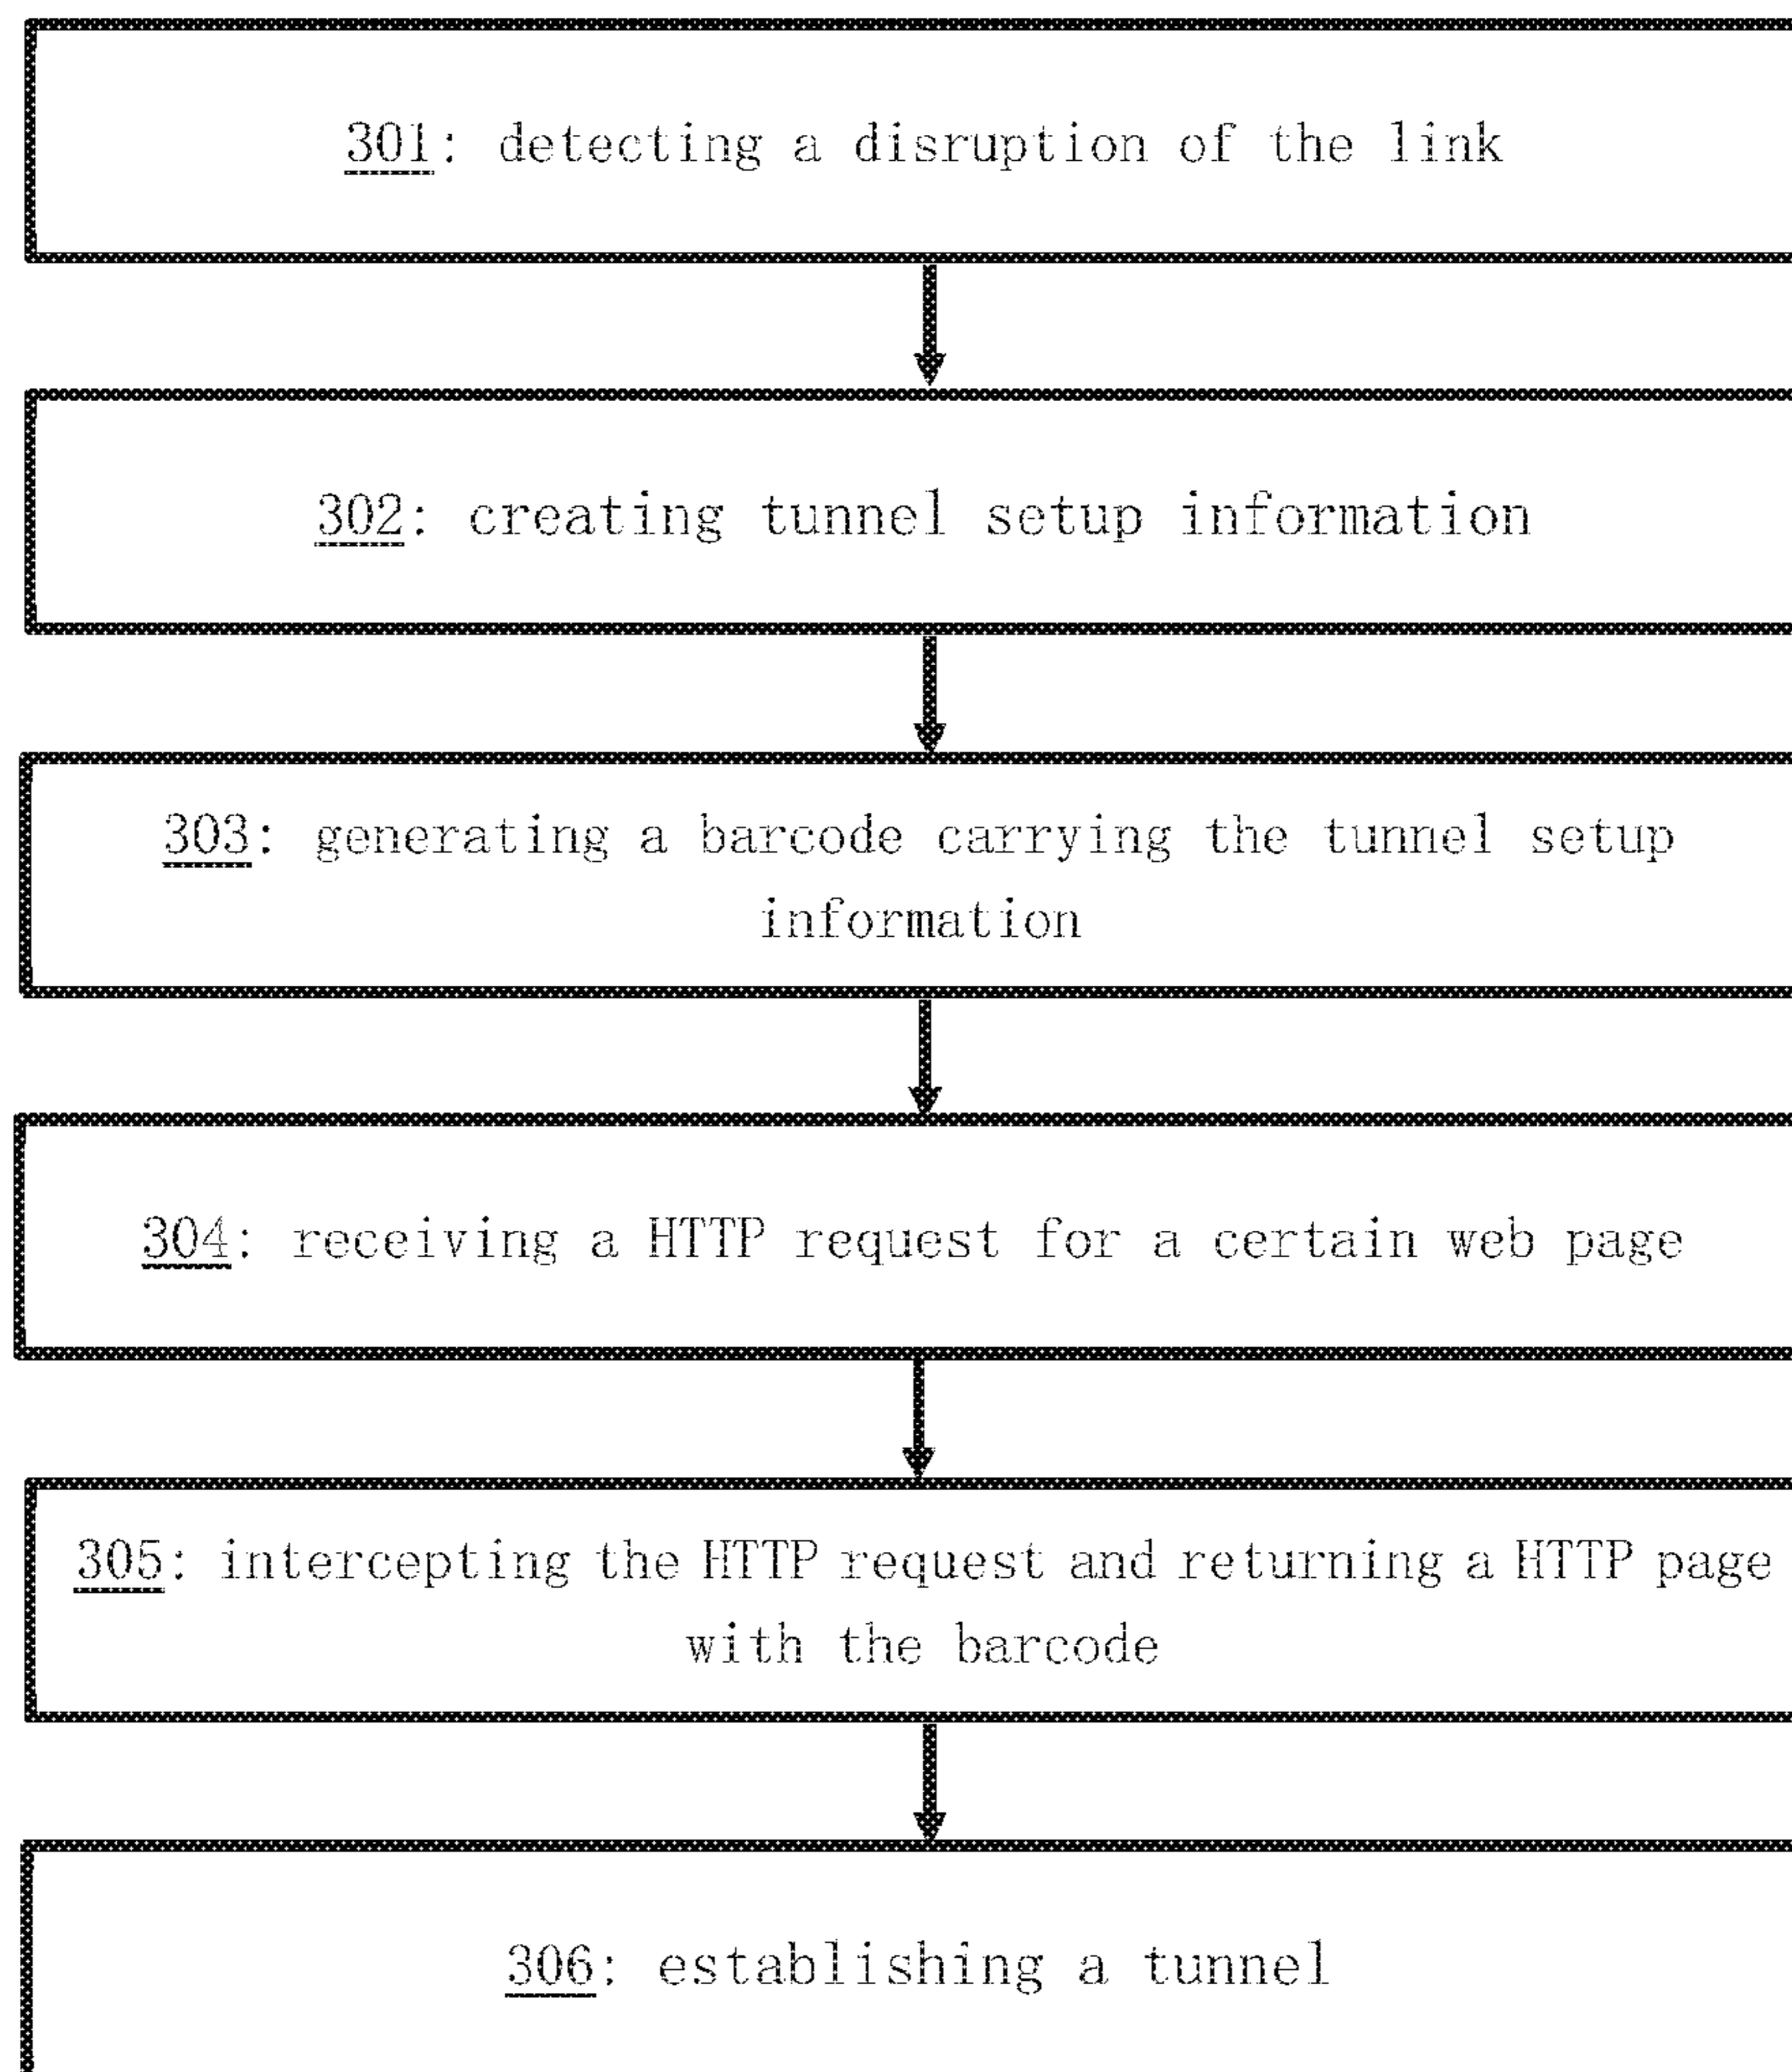 301: detecting a disruption of the link
302: creating tunnel setup information
303: generating a barcode carrying the tunnel setup
information
304: receiving a HTTP request for a certain web page
305: intercepting the HTTP request and returning a HTTP page
with the barcode
306: establishing a tunnel